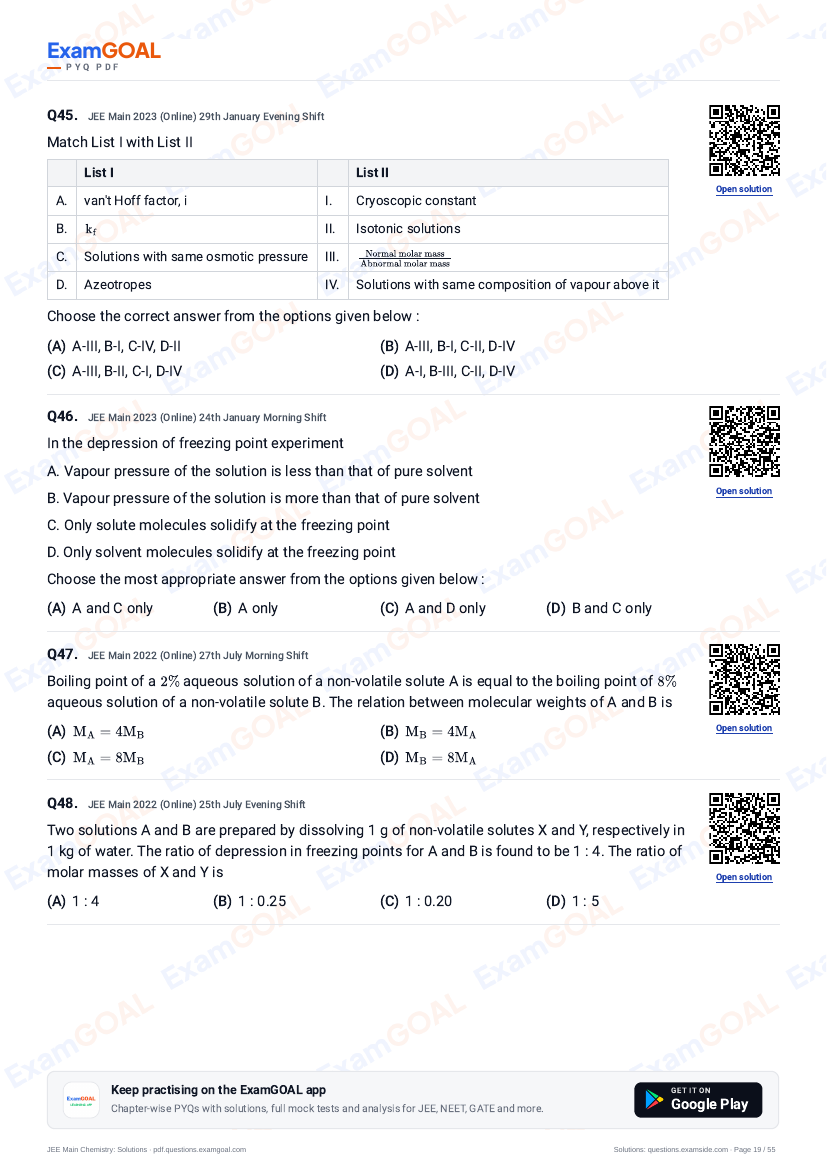 ExamGOAL
PYQ PDF
Q45. JEE Main 2023 (Online) 29th January Evening Shift
Match List I with List II
List I List II
A. van't Hoff factor, i I. Cryoscopic constant
B. k_f II. Isotonic solutions
C. Solutions with same osmotic pressure III. Normal molar mass / Abnormal molar mass
D. Azeotropes IV. Solutions with same composition of vapour above it
Choose the correct answer from the options given below :
(A) A-III, B-I, C-IV, D-II (B) A-III, B-I, C-II, D-IV
(C) A-III, B-II, C-I, D-IV (D) A-I, B-III, C-II, D-IV
Open solution
Q46. JEE Main 2023 (Online) 24th January Morning Shift
In the depression of freezing point experiment
A. Vapour pressure of the solution is less than that of pure solvent
B. Vapour pressure of the solution is more than that of pure solvent
C. Only solute molecules solidify at the freezing point
D. Only solvent molecules solidify at the freezing point
Choose the most appropriate answer from the options given below :
(A) A and C only (B) A only (C) A and D only (D) B and C only
Open solution
Q47. JEE Main 2022 (Online) 27th July Morning Shift
Boiling point of a 2% aqueous solution of a non-volatile solute A is equal to the boiling point of 8%
aqueous solution of a non-volatile solute B. The relation between molecular weights of A and B is
(A) M_A = 4M_B (B) M_B = 4M_A
(C) M_A = 8M_B (D) M_B = 8M_A
Open solution
Q48. JEE Main 2022 (Online) 25th July Evening Shift
Two solutions A and B are prepared by dissolving 1 g of non-volatile solutes X and Y, respectively in
1 kg of water. The ratio of depression in freezing points for A and B is found to be 1 : 4. The ratio of
molar masses of X and Y is
(A) 1 : 4 (B) 1 : 0.25 (C) 1 : 0.20 (D) 1 : 5
Open solution
ExamGOAL
Keep practising on the ExamGOAL app
Chapter-wise PYQs with solutions, full mock tests and analysis for JEE, NEET, GATE and more.
GET IT ON
Google Play
JEE Main Chemistry: Solutions · pdf.questions.examgoal.com Solutions: questions.examside.com · Page 19 / 55